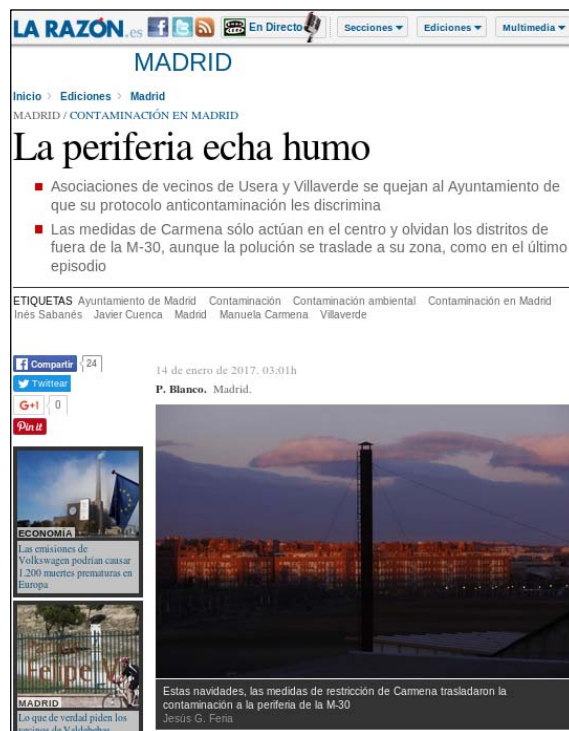 LA RAZÓN.es En Directo Secciones Ediciones Multimedia
MADRID
Inicio > Ediciones > Madrid
MADRID / CONTAMINACIÓN EN MADRID
La periferia echa humo
Asociaciones de vecinos de Usera y Villaverde se quejan al Ayuntamiento de
que su protocolo anticontaminación les discrimina
Las medidas de Carmena sólo actúan en el centro y olvidan los distritos de
fuera de la M-30, aunque la polución se traslade a su zona, como en el último
episodio
ETIQUETAS Ayuntamiento de Madrid Contaminación Contaminación ambiental Contaminación en Madrid
Inés Sabanés Javier Cuenca Madrid Manuela Carmena Villaverde
Compartir 24
Twittear
G+1 0
Pin it
14 de enero de 2017. 03:01h
P. Blanco. Madrid.
ECONOMÍA
Las emisiones de
Volkswagen podrían causar
1.200 muertes prematuras en
Europa
Felipe V
MADRID
Lo que de verdad piden los
vecinos de Valdebebas
Estas navidades, las medidas de restricción de Carmena trasladaron la
contaminación a la periferia de la M-30
Jesús G. Feria